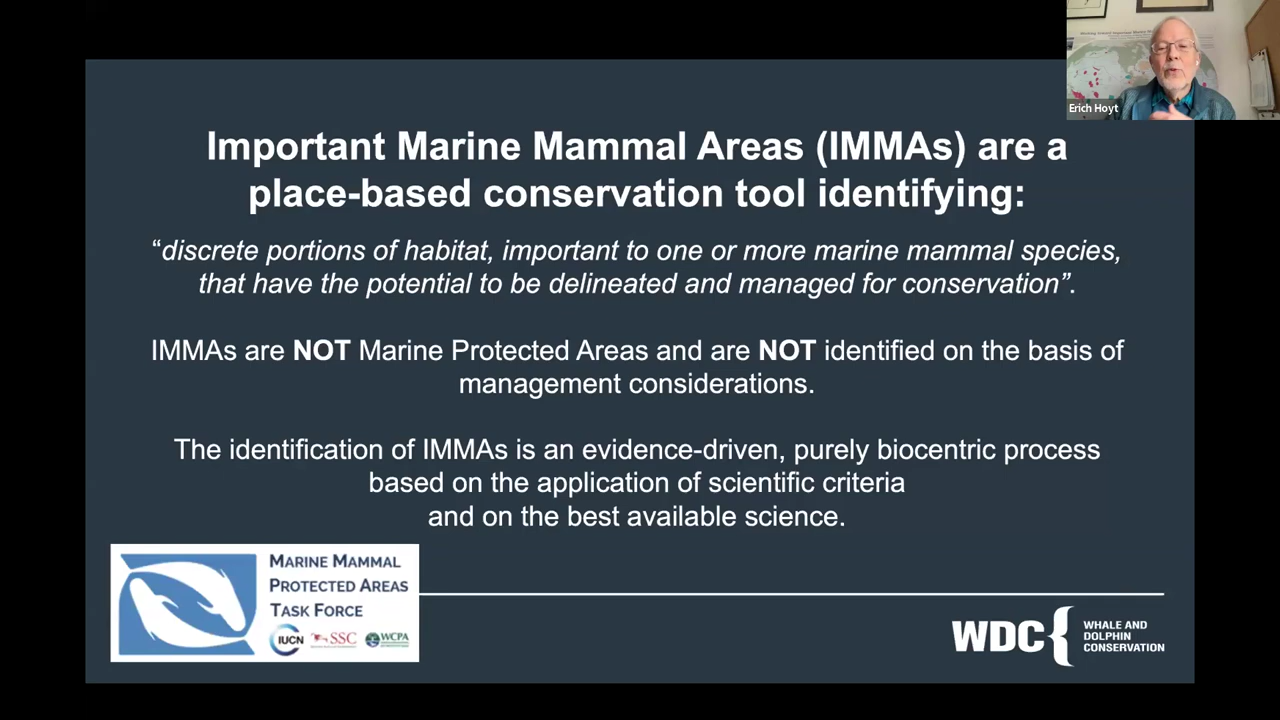 Erich Hoyt
Important Marine Mammal Areas (IMMAs) are a
place-based conservation tool identifying:
“discrete portions of habitat, important to one or more marine mammal species,
that have the potential to be delineated and managed for conservation”.
IMMAs are NOT Marine Protected Areas and are NOT identified on the basis of
management considerations.
The identification of IMMAs is an evidence-driven, purely biocentric process
based on the application of scientific criteria
and on the best available science.
MARINE MAMMAL
PROTECTED AREAS
TASK FORCE
IUCN SSC WCPA
WDC
WHALE AND
DOLPHIN
CONSERVATION